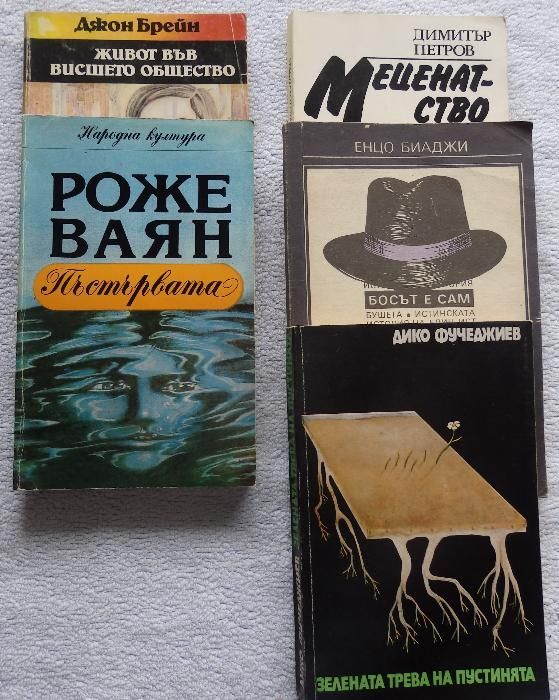 Джон Брейн
ЖИВОТ ВЪВ
ВИСШЕТО ОБЩЕСТВО
Народна култура
РОЖЕ
ВАЯН
Пъстървата
ДИМИТЪР
ПЕТРОВ
МЕЦЕНАТ-
СТВО
ЕНЦО БИАДЖИ
БОСЪТ Е САМ
БУШЕТА • ИСТИНСКАТА
ДИКО ФУЧЕДЖИЕВ
ЗЕЛЕНАТА ТРЕВА НА ПУСТИНЯТА